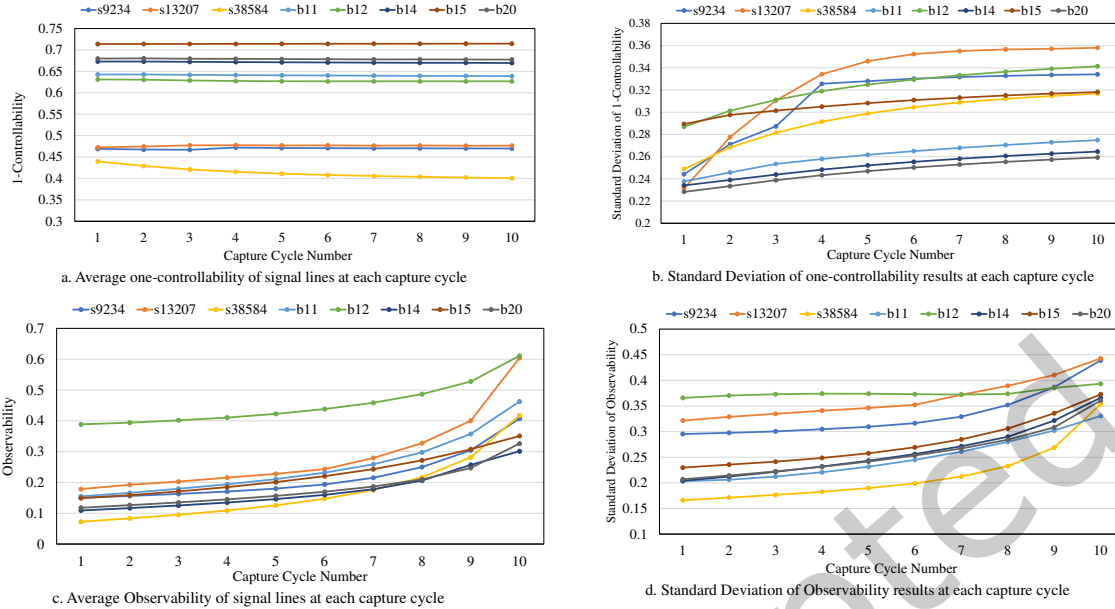 s9234 s13207 s38584 b11 b12 b14 b15 b20
0.75
0.7
0.65
0.6
0.55
0.5
0.45
0.4
0.35
0.3
1-Controllability
1 2 3 4 5 6 7 8 9 10
Capture Cycle Number
a. Average one-controllability of signal lines at each capture cycle
s9234 s13207 s38584 b11 b12 b14 b15 b20
0.38
0.36
0.34
0.32
0.3
0.28
0.26
0.24
0.22
0.2
Standard Deviation of 1-Controllability
1 2 3 4 5 6 7 8 9 10
Capture Cycle Number
b. Standard Deviation of one-controllability results at each capture cycle
s9234 s13207 s38584 b11 b12 b14 b15 b20
0.7
0.6
0.5
0.4
0.3
0.2
0.1
0
Observability
1 2 3 4 5 6 7 8 9 10
Capture Cycle Number
c. Average Observability of signal lines at each capture cycle
s9234 s13207 s38584 b11 b12 b14 b15 b20
0.5
0.45
0.4
0.35
0.3
0.25
0.2
0.15
0.1
Standard Deviation of Observability
1 2 3 4 5 6 7 8 9 10
Capture Cycle Number
d. Standard Deviation of Observability results at each capture cycle